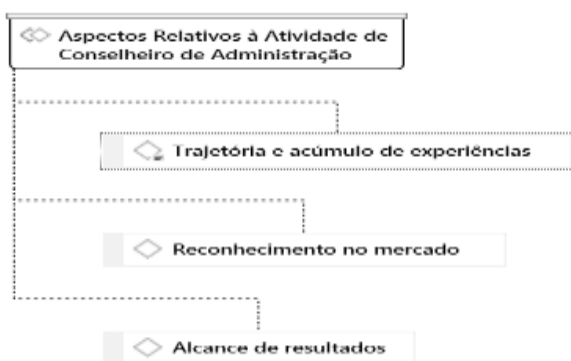 Aspectos Relativos à Atividade de
Conselheiro de Administração
Trajetória e acúmulo de experiências
Reconhecimento no mercado
Alcance de resultados